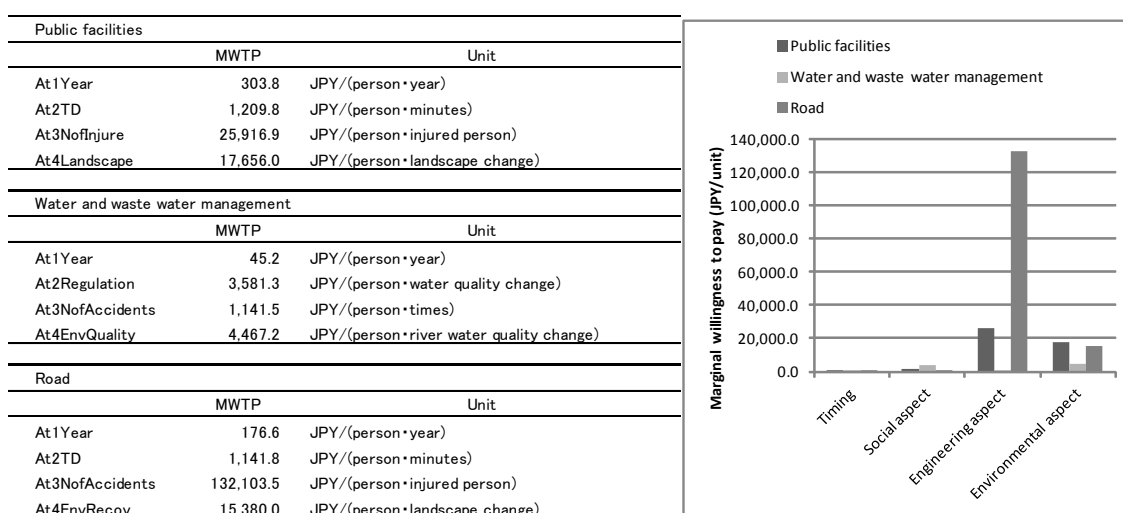 Public facilities
MWTP Unit
At1Year 303.8 JPY/(person・year)
At2TD 1,209.8 JPY/(person・minutes)
At3NofInjure 25,916.9 JPY/(person・injured person)
At4Landscape 17,656.0 JPY/(person・landscape change)
Water and waste water management
MWTP Unit
At1Year 45.2 JPY/(person・year)
At2Regulation 3,581.3 JPY/(person・water quality change)
At3NofAccidents 1,141.5 JPY/(person・times)
At4EnvQuality 4,467.2 JPY/(person・river water quality change)
Road
MWTP Unit
At1Year 176.6 JPY/(person・year)
At2TD 1,141.8 JPY/(person・minutes)
At3NofAccidents 132,103.5 JPY/(person・injured person)
At4EnvRecov 15,380.0 JPY/(person・landscape change)
Public facilities
Water and waste water management
Road
Marginal willingness to pay (JPY/unit)
140,000.0
120,000.0
100,000.0
80,000.0
60,000.0
40,000.0
20,000.0
0.0
Timing
Social aspect
Engineering aspect
Environmental aspect